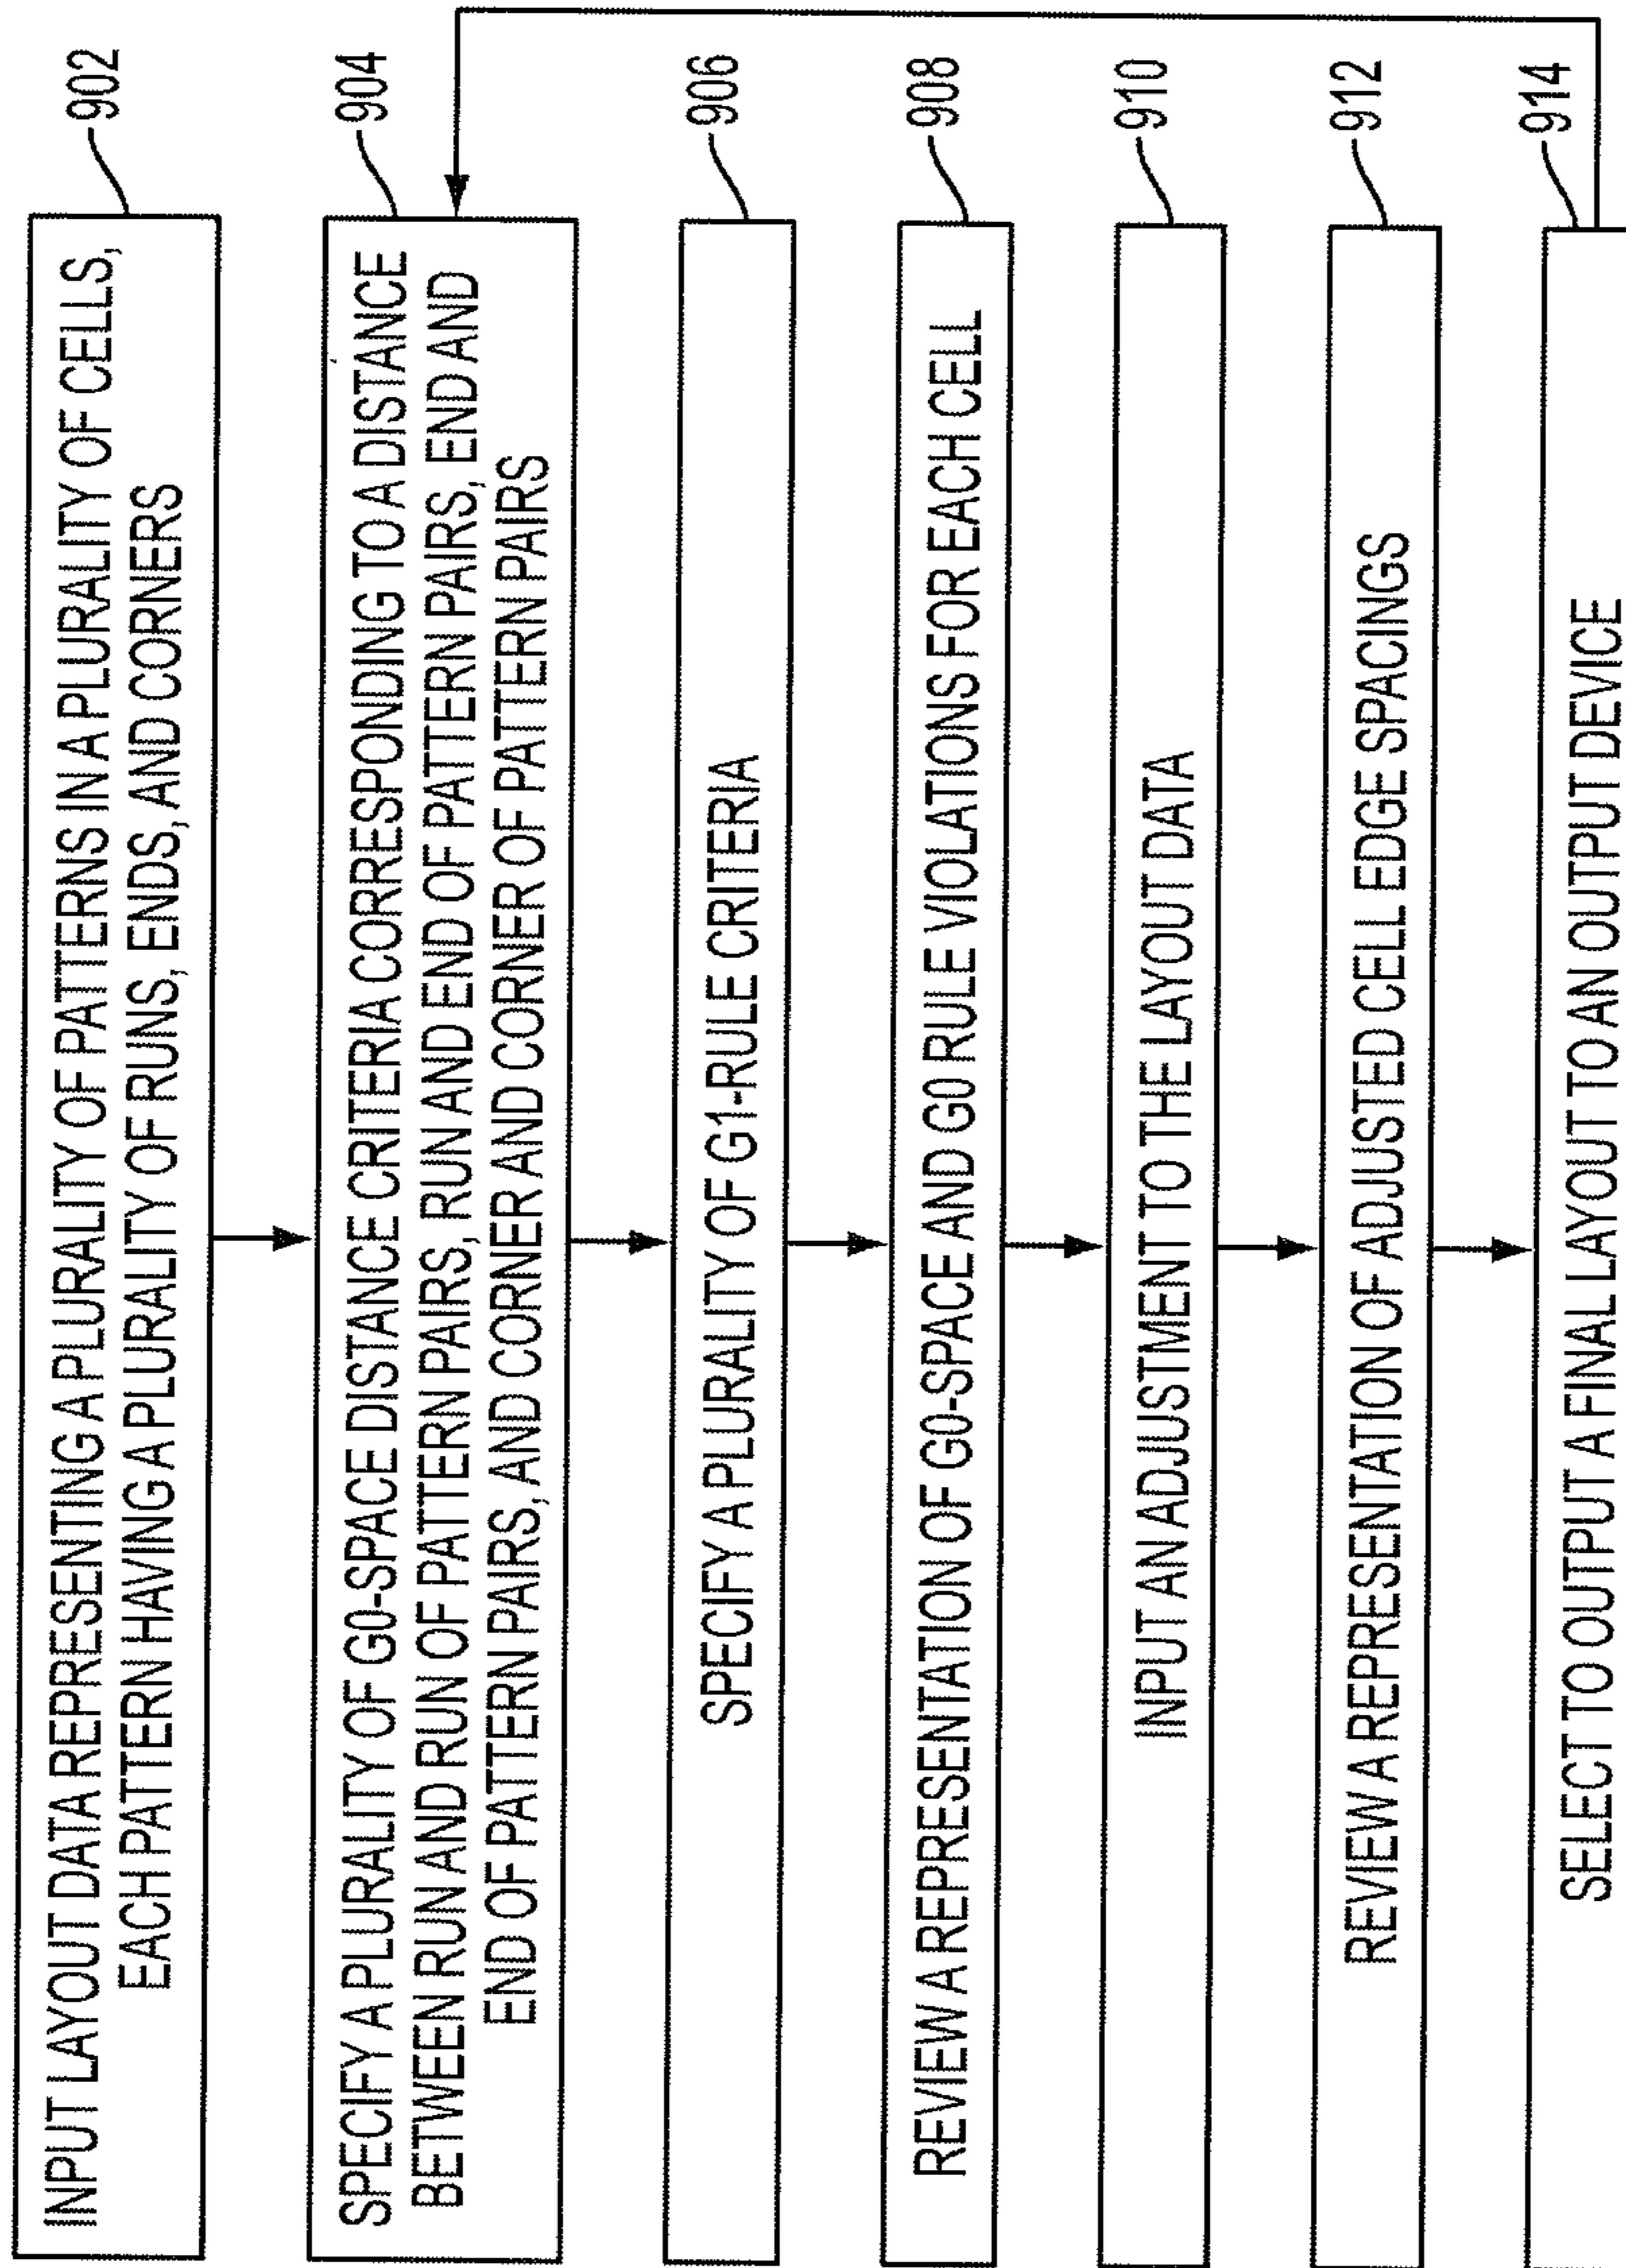 INPUT LAYOUT DATA REPRESENTING A PLURALITY OF PATTERNS IN A PLURALITY OF CELLS,
EACH PATTERN HAVING A PLURALITY OF RUNS, ENDS, AND CORNERS
902
SPECIFY A PLURALITY OF G0-SPACE DISTANCE CRITERIA CORRESPONDING TO A DISTANCE
BETWEEN RUN AND RUN OF PATTERN PAIRS, RUN AND END OF PATTERN PAIRS, END AND
END OF PATTERN PAIRS, AND CORNER AND CORNER OF PATTERN PAIRS
904
SPECIFY A PLURALITY OF G1-RULE CRITERIA
906
REVIEW A REPRESENTATION OF G0-SPACE AND G0 RULE VIOLATIONS FOR EACH CELL
908
INPUT AN ADJUSTMENT TO THE LAYOUT DATA
910
REVIEW A REPRESENTATION OF ADJUSTED CELL EDGE SPACINGS
912
SELECT TO OUTPUT A FINAL LAYOUT TO AN OUTPUT DEVICE
914